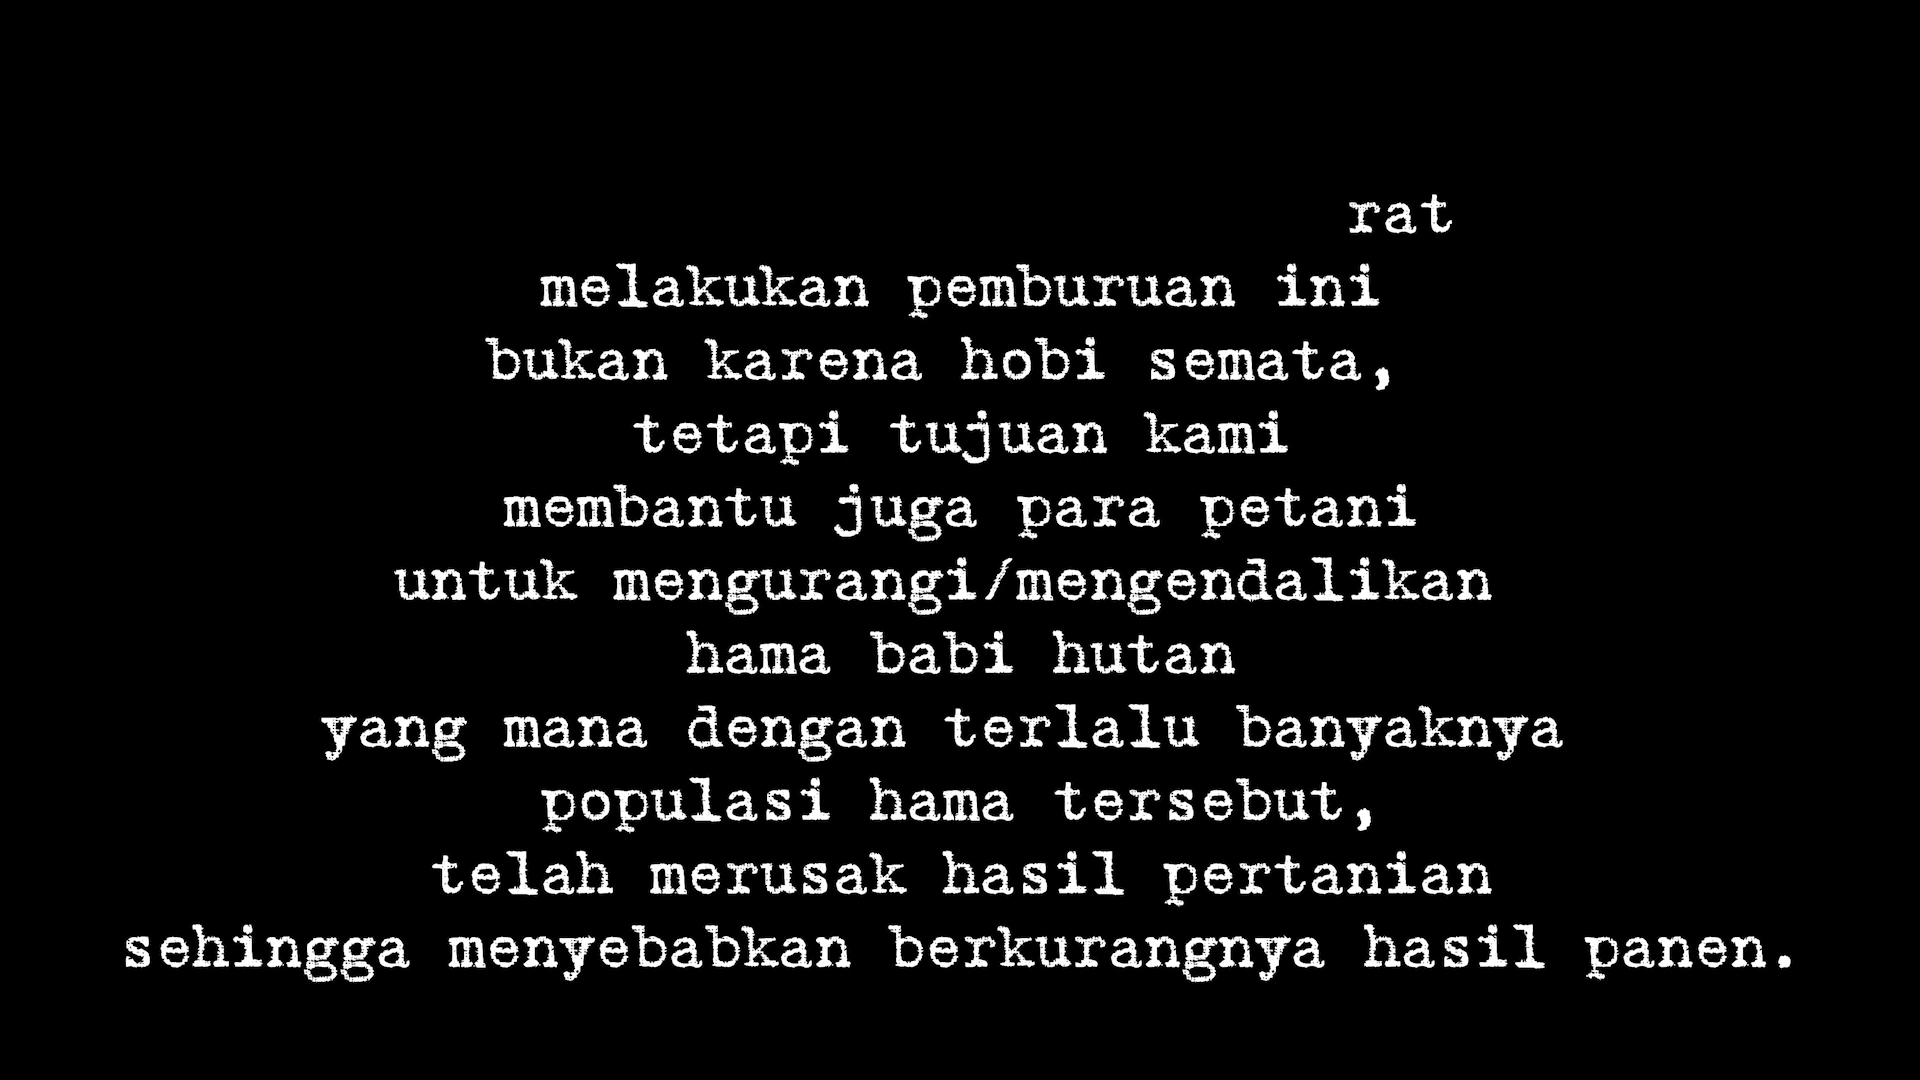 rat
melakukan pemburuan ini
bukan karena hobi semata,
tetapi tujuan kami
membantu juga para petani
untuk mengurangi/mengendalikan
hama babi hutan
yang mana dengan terlalu banyaknya
populasi hama tersebut,
telah merusak hasil pertanian
sehingga menyebabkan berkurangnya hasil panen.